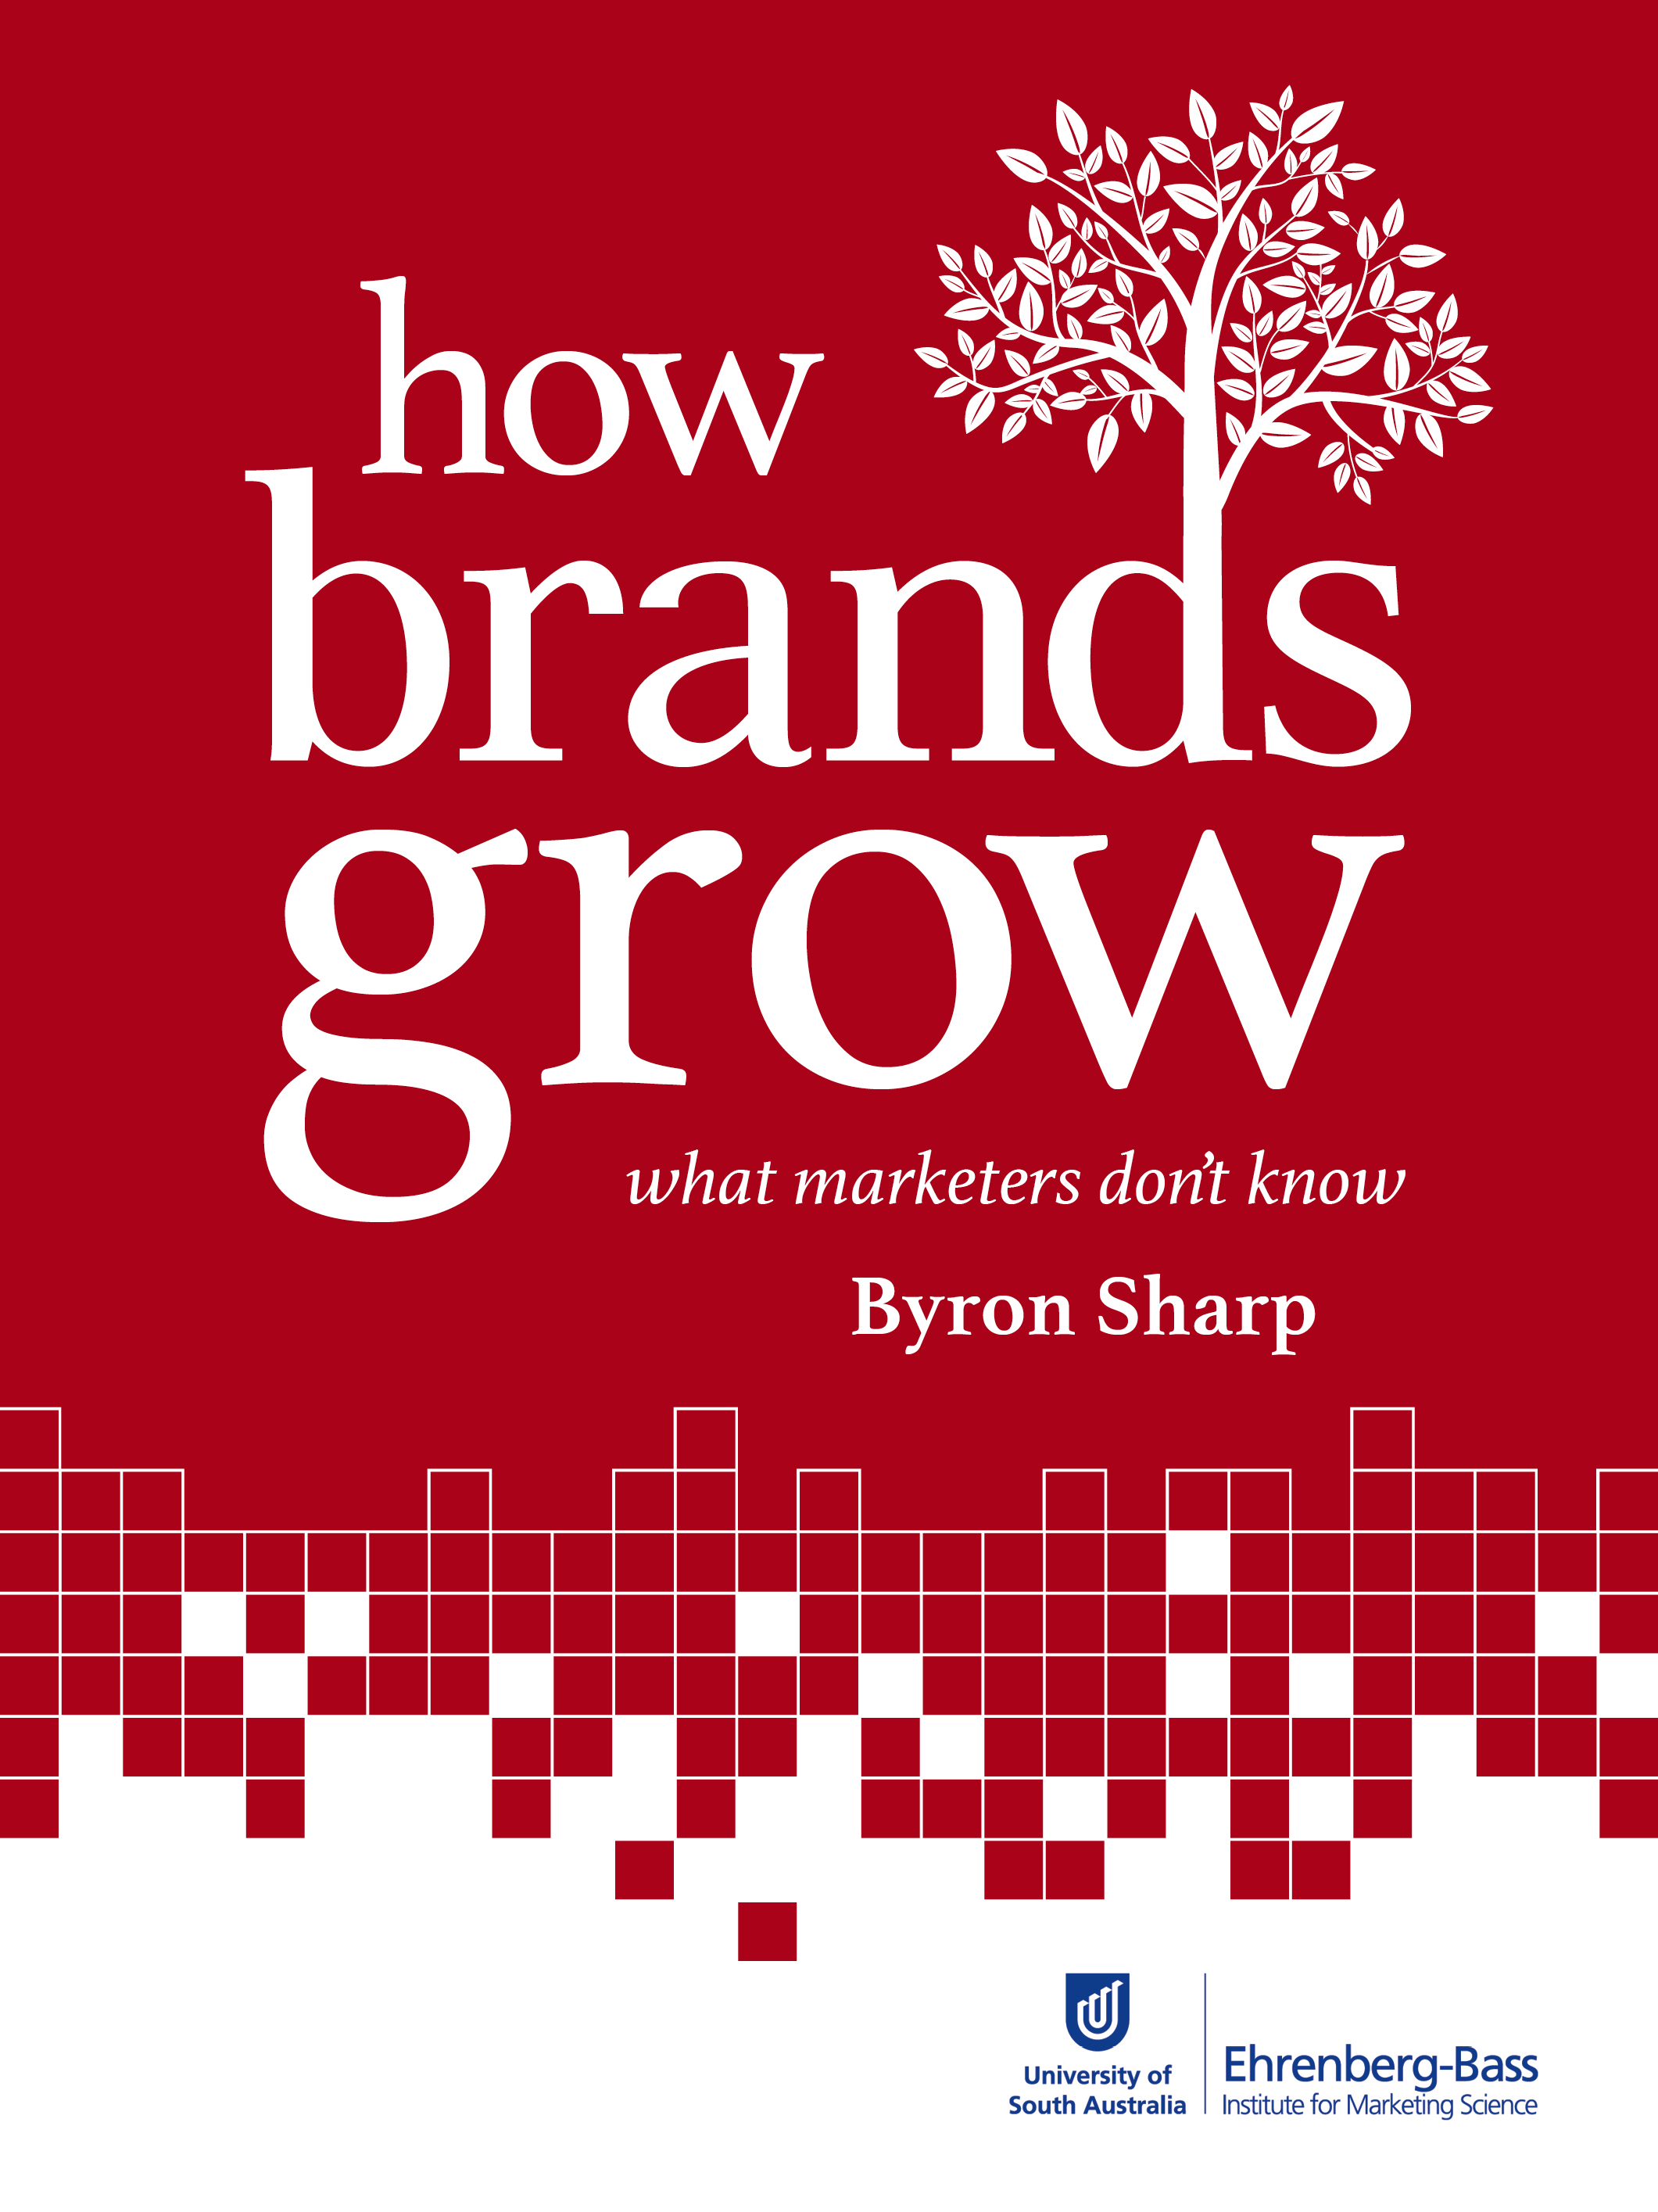 how
brands
grow
what marketers don't know
Byron Sharp
University of
South Australia
Ehrenberg-Bass
Institute for Marketing Science